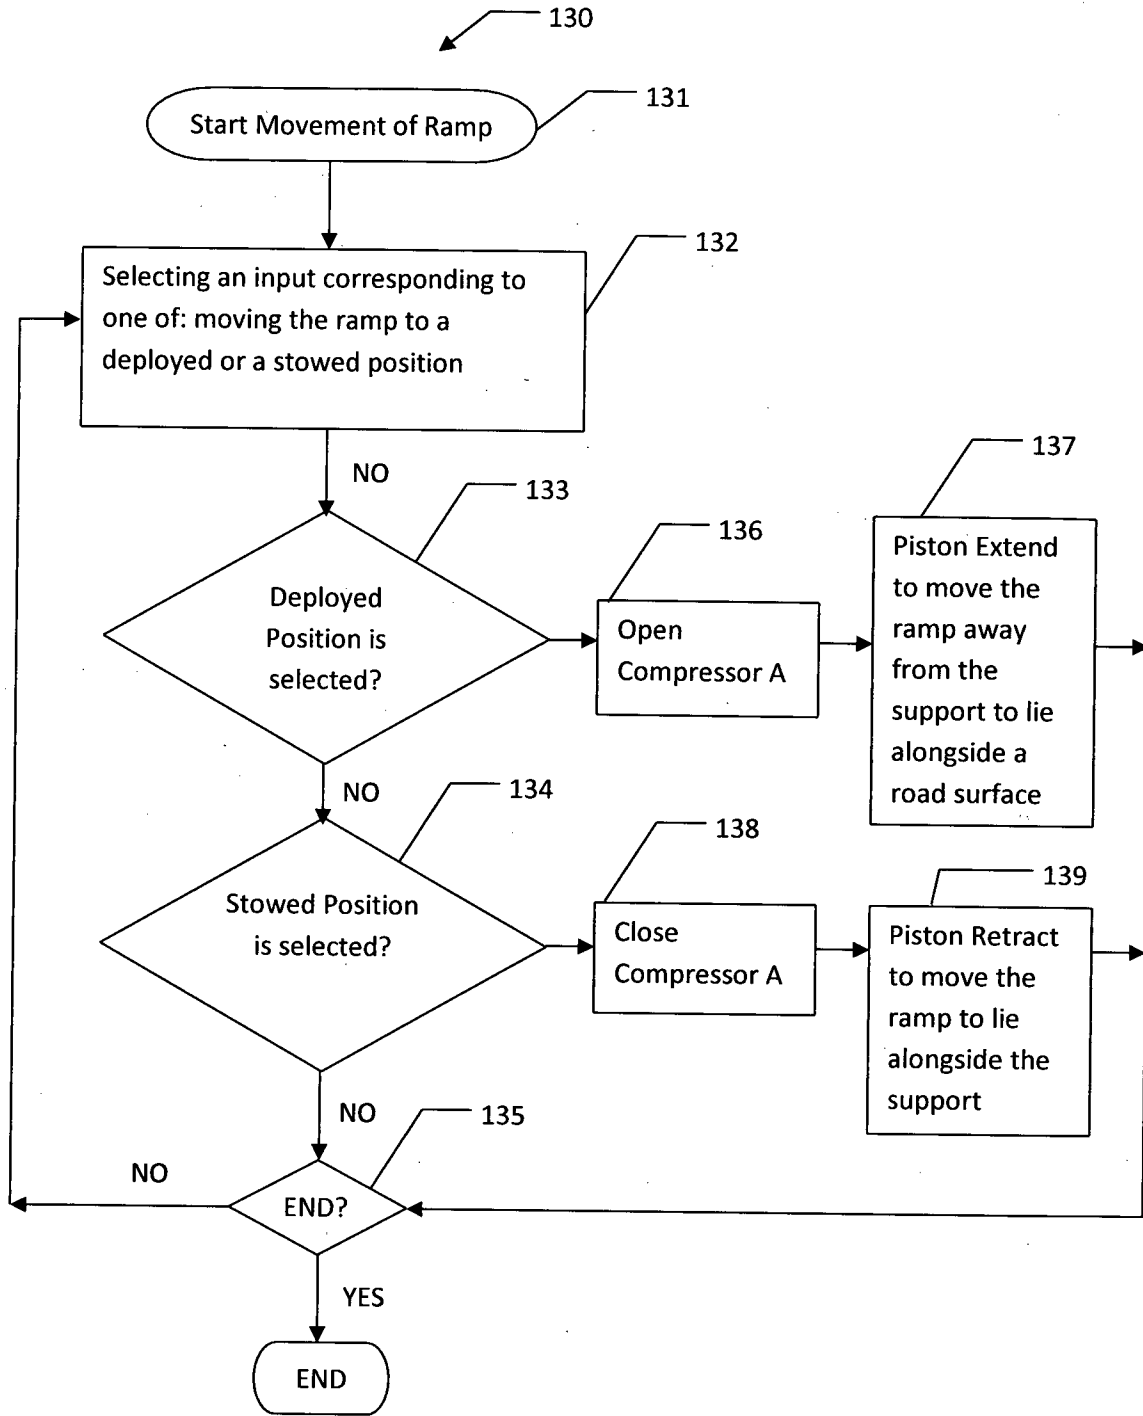 130
131
Start Movement of Ramp
132
Selecting an input corresponding to
one of: moving the ramp to a
deployed or a stowed position
NO
133
Deployed
Position is
selected?
136
Open
Compressor A
137
Piston Extend
to move the
ramp away
from the
support to lie
alongside a
road surface
NO
134
Stowed Position
is selected?
138
Close
Compressor A
139
Piston Retract
to move the
ramp to lie
alongside the
support
NO
135
NO
END?
YES
END